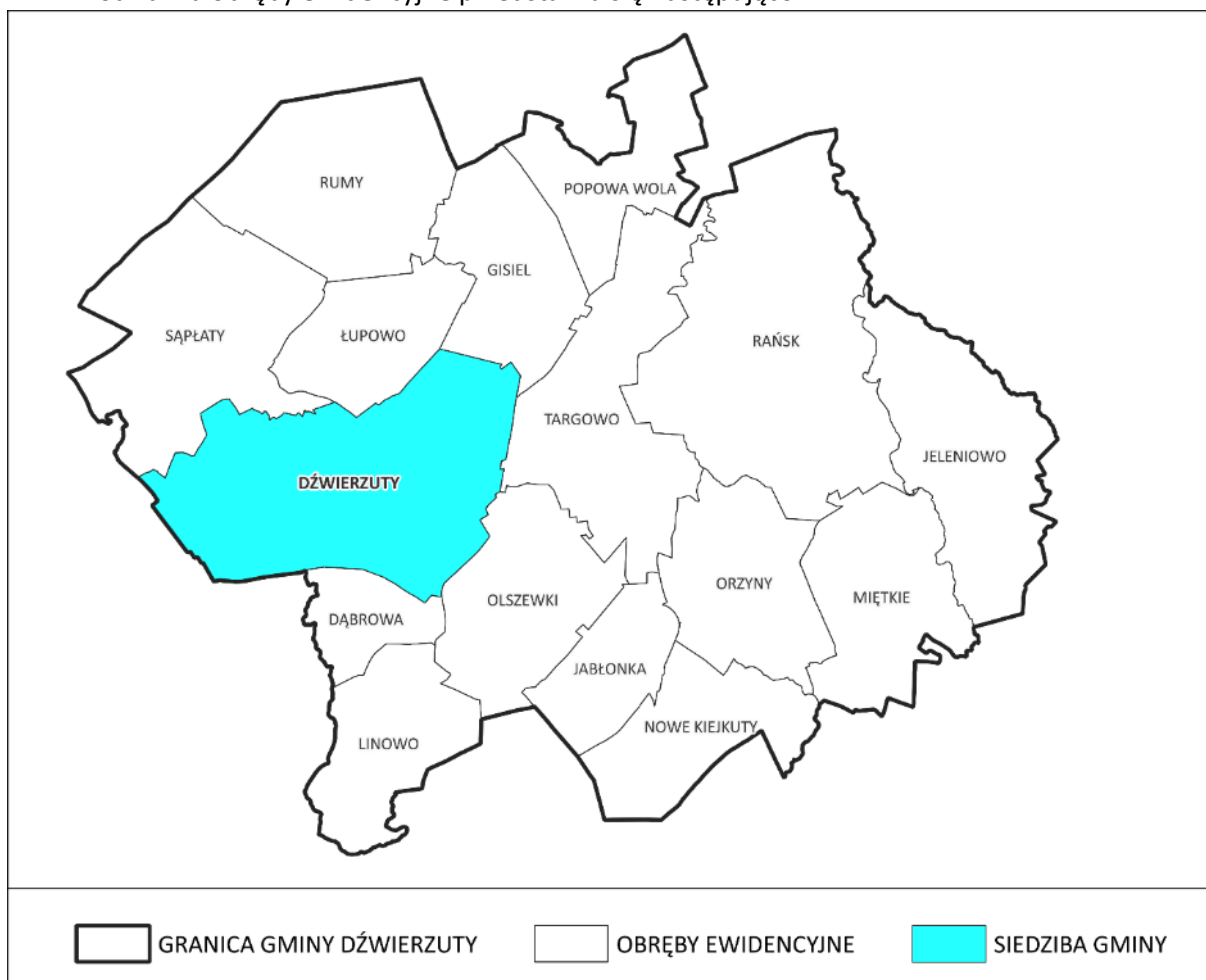 RUMY
POPOWA WOLA
GISIEL
SĄPŁATY
ŁUPOWO
RAŃSK
TARGOWO
JELENIOWO
DŹWIERZUTY
ORZYNY
MIĘTKIE
OLSZEWKI
DĄBROWA
JABŁONKA
NOWE KIEJKUTY
LINOWO
GRANICA GMINY DŹWIERZUTY
OBRĘBY EWIDENCYJNE
SIEDZIBA GMINY